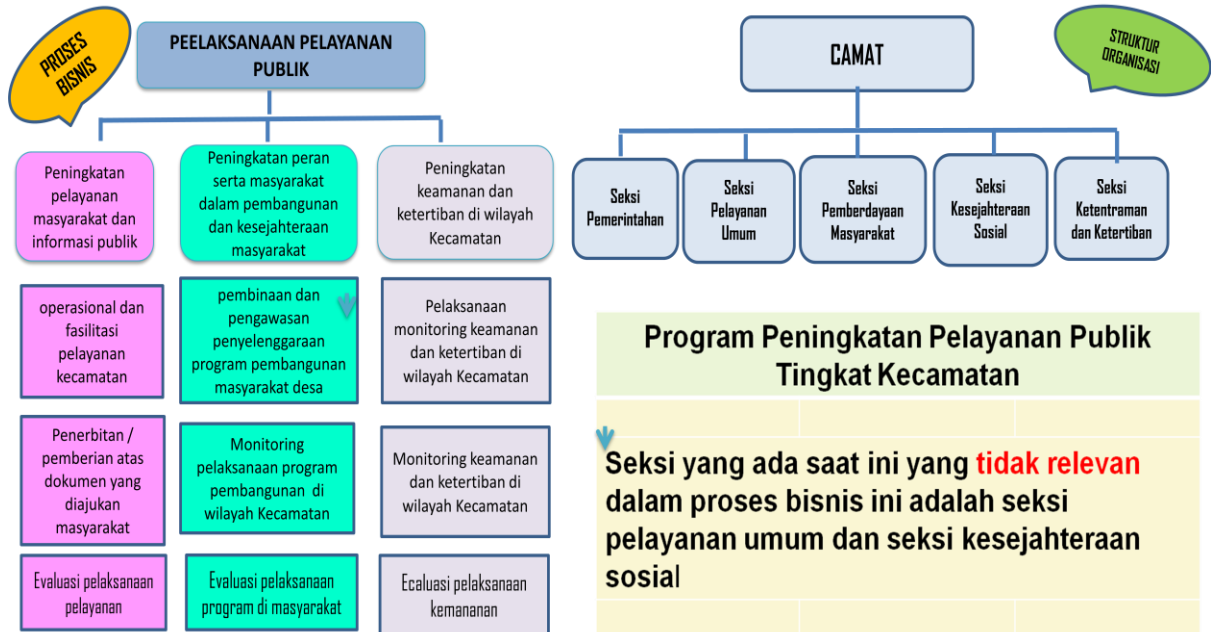 PROSES
BISNIS
PEELAKSANAAN PELAYANAN
PUBLIK
Peningkatan
pelayanan
masyarakat dan
informasi publik
Peningkatan peran
serta masyarakat
dalam pembangunan
dan kesejahteraan
masyarakat
Peningkatan
keamanan dan
ketertiban di wilayah
Kecamatan
operasional dan
fasilitasi
pelayanan
kecamatan
pembinaan dan
pengawasan
penyelenggaraan
program pembangunan
masyarakat desa
Pelaksanaan
monitoring keamanan
dan ketertiban di
wilayah Kecamatan
Penerbitan /
pemberian atas
dokumen yang
diajukan
masyarakat
Monitoring
pelaksanaan program
pembangunan di
wilayah Kecamatan
Monitoring keamanan
dan ketertiban di
wilayah Kecamatan
Evaluasi pelaksanaan
pelayanan
Evaluasi pelaksanaan
program di masyarakat
Ecaluasi pelaksanaan
kemananan
CAMAT
STRUKTUR
ORGANISASI
Seksi
Pemerintahan
Seksi
Pelayanan
Umum
Seksi
Pemberdayaan
Masyarakat
Seksi
Kesejahteraan
Sosial
Seksi
Ketentraman
dan Ketertiban
Program Peningkatan Pelayanan Publik
Tingkat Kecamatan
Seksi yang ada saat ini yang tidak relevan
dalam proses bisnis ini adalah seksi
pelayanan umum dan seksi kesejahteraan
sosial